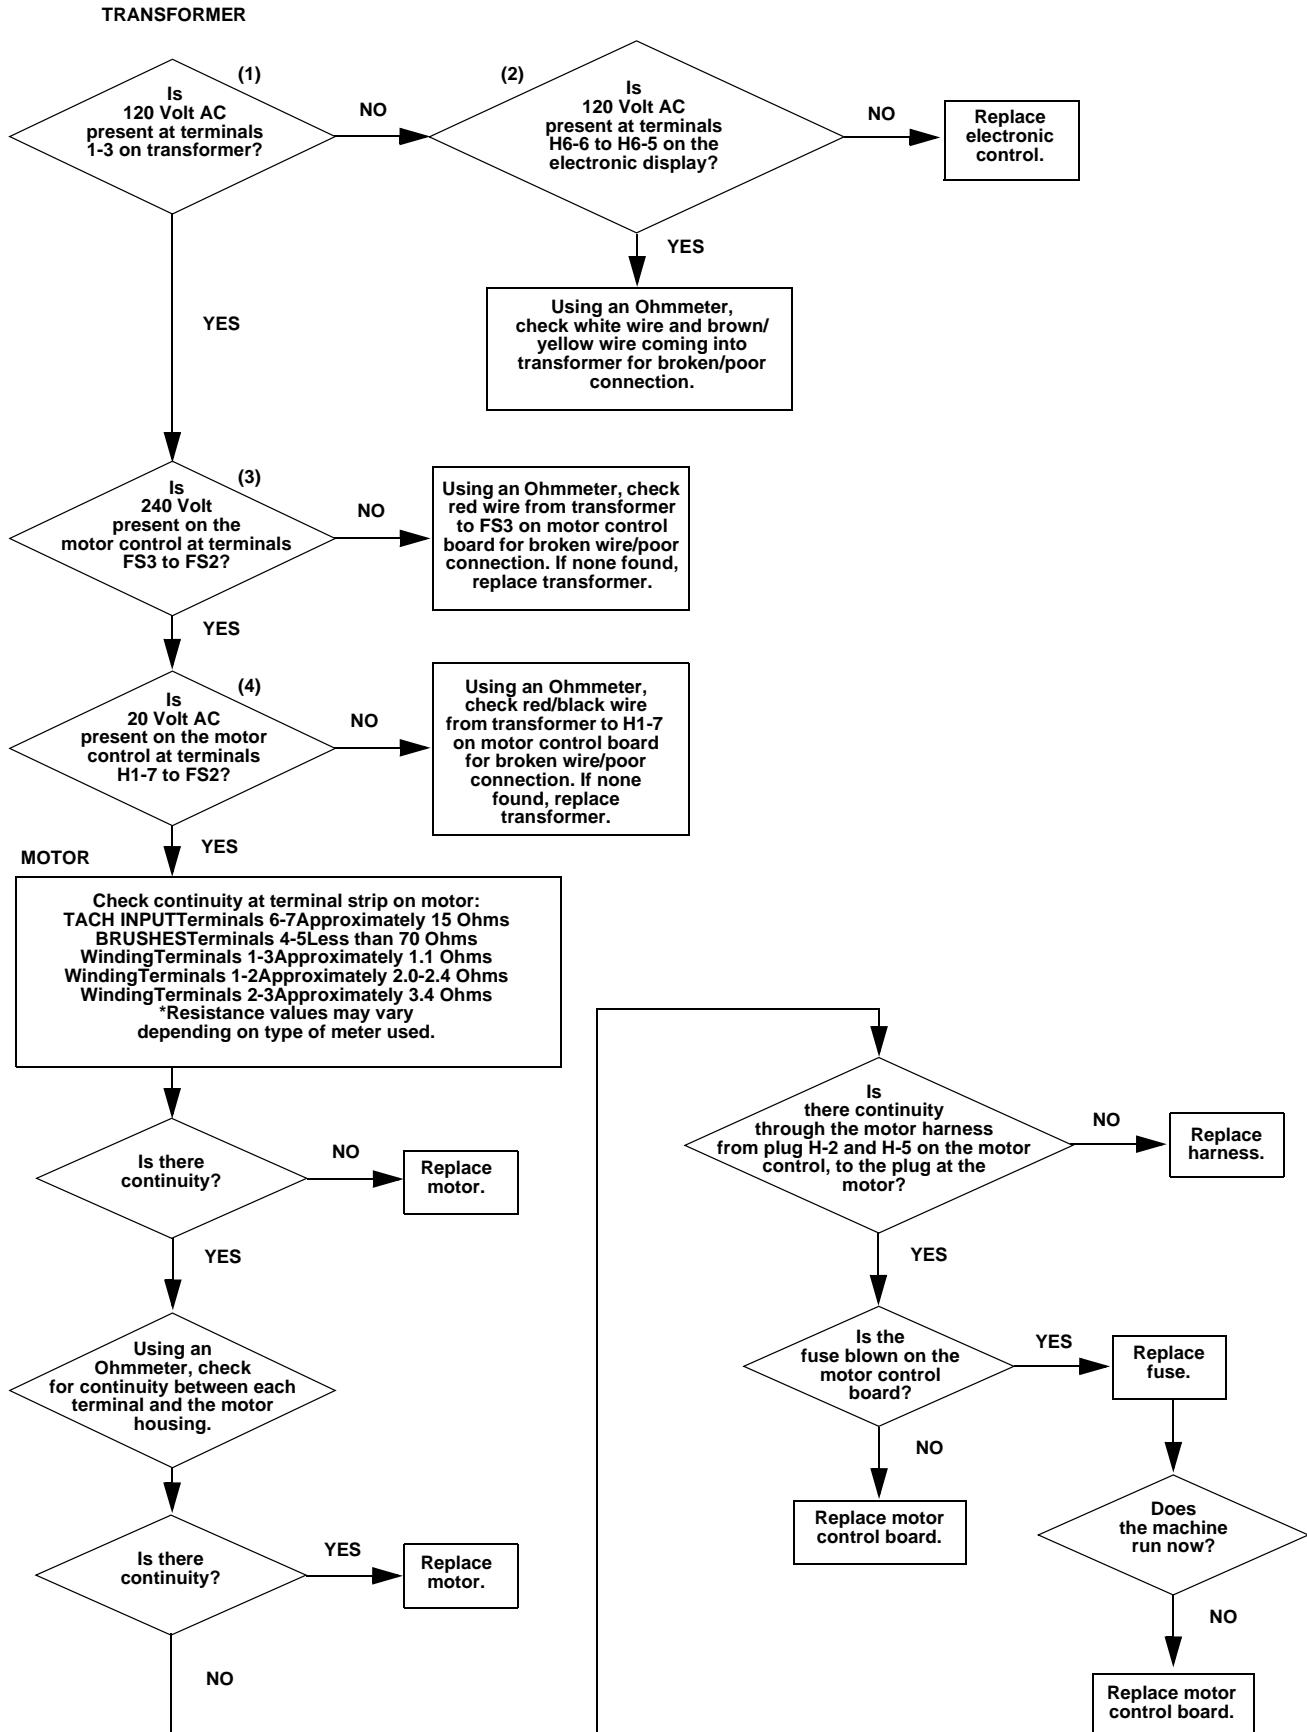 TRANSFORMER
(1)
Is
120 Volt AC
present at terminals
1-3 on transformer?
NO
(2)
Is
120 Volt AC
present at terminals
H6-6 to H6-5 on the
electronic display?
NO
Replace
electronic
control.
YES
Using an Ohmmeter,
check white wire and brown/
yellow wire coming into
transformer for broken/poor
connection.
YES
(3)
Is
240 Volt
present on the
motor control at terminals
FS3 to FS2?
NO
Using an Ohmmeter, check
red wire from transformer
to FS3 on motor control
board for broken wire/poor
connection. If none found,
replace transformer.
YES
(4)
Is
20 Volt AC
present on the motor
control at terminals
H1-7 to FS2?
NO
Using an Ohmmeter,
check red/black wire
from transformer to H1-7
on motor control board
for broken wire/poor
connection. If none
found, replace
transformer.
YES
MOTOR
Check continuity at terminal strip on motor:
TACH INPUTTerminals 6-7Approximately 15 Ohms
BRUSHESTerminals 4-5Less than 70 Ohms
WindingTerminals 1-3Approximately 1.1 Ohms
WindingTerminals 1-2Approximately 2.0-2.4 Ohms
WindingTerminals 2-3Approximately 3.4 Ohms
*Resistance values may vary
depending on type of meter used.
Is there
continuity?
NO
Replace
motor.
YES
Using an
Ohmmeter, check
for continuity between each
terminal and the motor
housing.
Is there
continuity?
YES
Replace
motor.
NO
Is
there continuity
through the motor harness
from plug H-2 and H-5 on the motor
control, to the plug at the
motor?
NO
Replace
harness.
YES
Is the
fuse blown on the
motor control
board?
YES
Replace
fuse.
NO
Replace motor
control board.
Does
the machine
run now?
NO
Replace motor
control board.